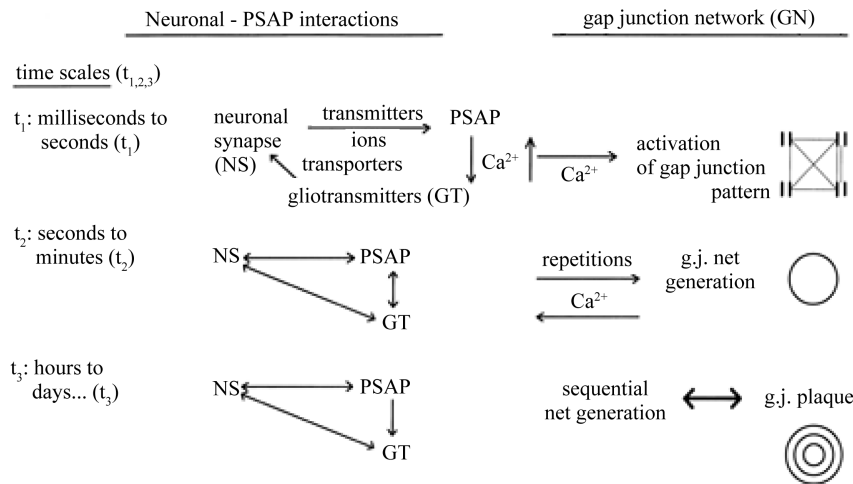 Neuronal - PSAP interactions
gap junction network (GN)
time scales (t1,2,3)
t1: milliseconds to
seconds (t1)
neuronal
synapse
(NS)
transmitters
ions
transporters
gliotransmitters (GT)
PSAP
Ca2+
Ca2+
activation
of gap junction
pattern
t2: seconds to
minutes (t2)
NS
PSAP
GT
repetitions
Ca2+
g.j. net
generation
t3: hours to
days... (t3)
NS
PSAP
GT
sequential
net generation
g.j. plaque